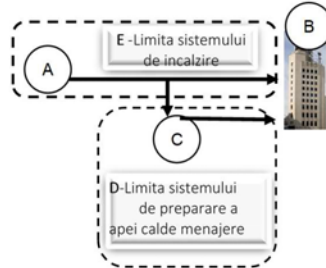 B
E -Limita sistemului
de incalzire
A
C
D-Limita sistemului
de preparare a
apei calde menajere